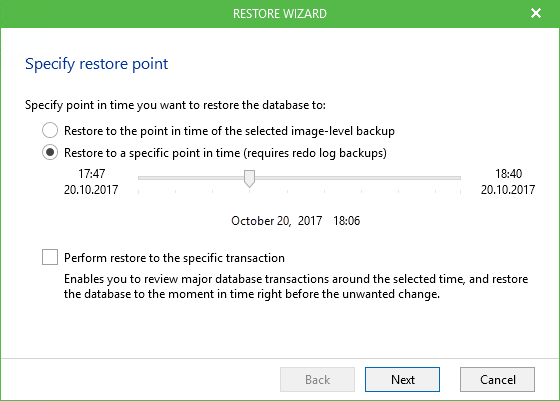 RESTORE WIZARD
Specify restore point
Specify point in time you want to restore the database to:
Restore to the point in time of the selected image-level backup
Restore to a specific point in time (requires redo log backups)
17:47
20.10.2017
18:40
20.10.2017
October 20, 2017 18:06
Perform restore to the specific transaction
Enables you to review major database transactions around the selected time, and restore
the database to the moment in time right before the unwanted change.
Back
Next
Cancel